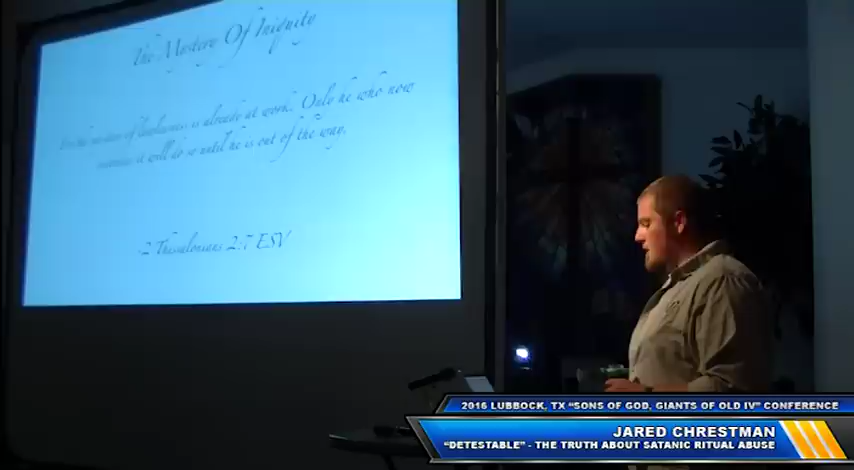 The Mystery Of Iniquity
For the mystery of lawlessness is already at work. Only he who now
restrains it will do so until he is out of the way.
2 Thessalonians 2:7 ESV
2016 LUBBOCK, TX "SONS OF GOD, GIANTS OF OLD IV" CONFERENCE
JARED CHRESTMAN
"DETESTABLE" - THE TRUTH ABOUT SATANIC RITUAL ABUSE